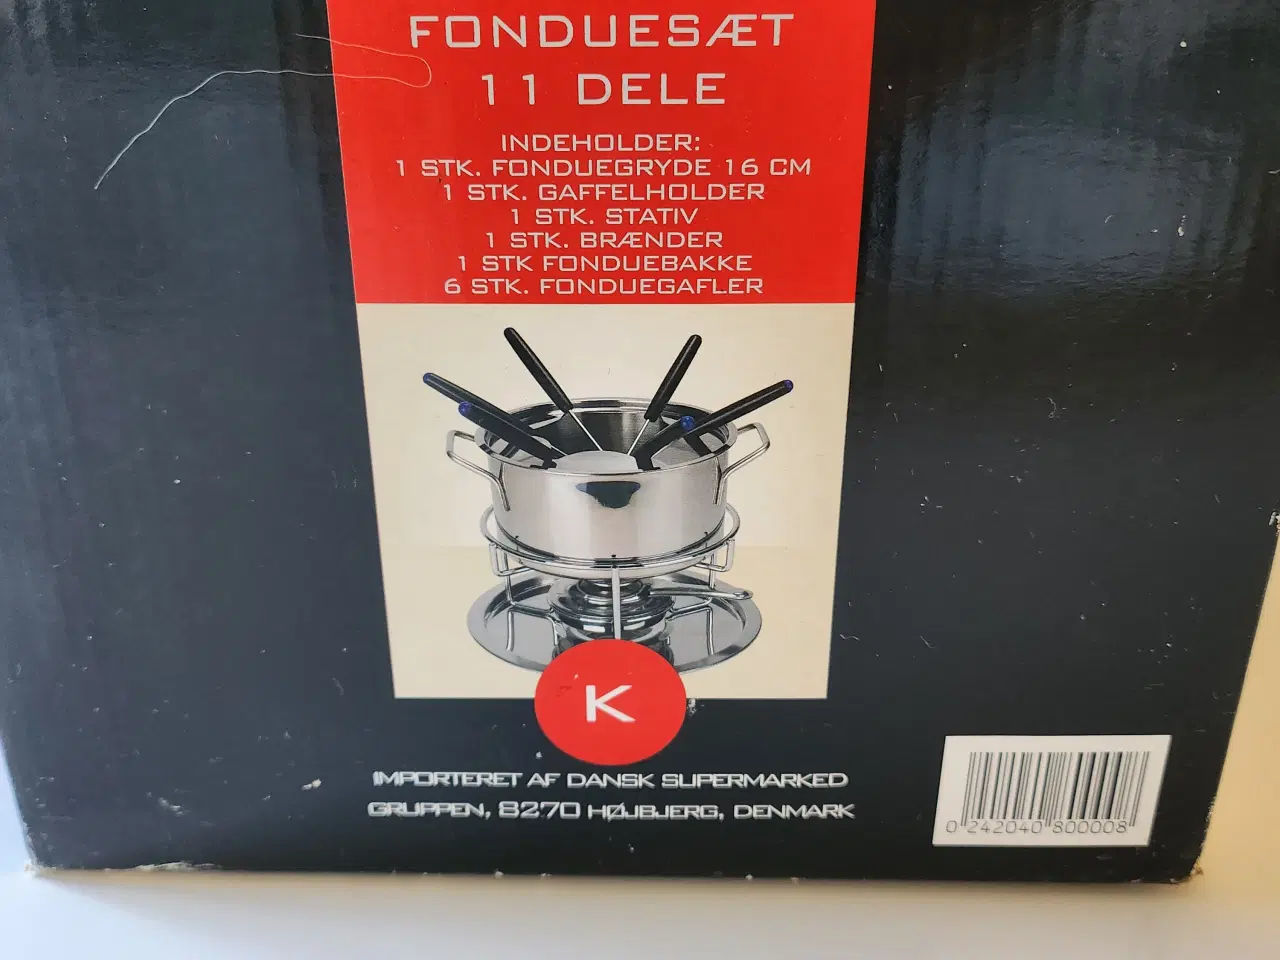 FONDUESÆT
11 DELE
INDEHOLDER:
1 STK. FONDUEGRYDE 16 CM
1 STK. GAFFELHOLDER
1 STK. STATIV
1 STK. BRÆNDER
1 STK FONDUEBAKKE
6 STK. FONDUEGAFLER
K
IMPORTERET AF DANSK SUPERMARKED
GRUPPEN, 8270 HØJBJERG, DENMARK
0 242040 800008